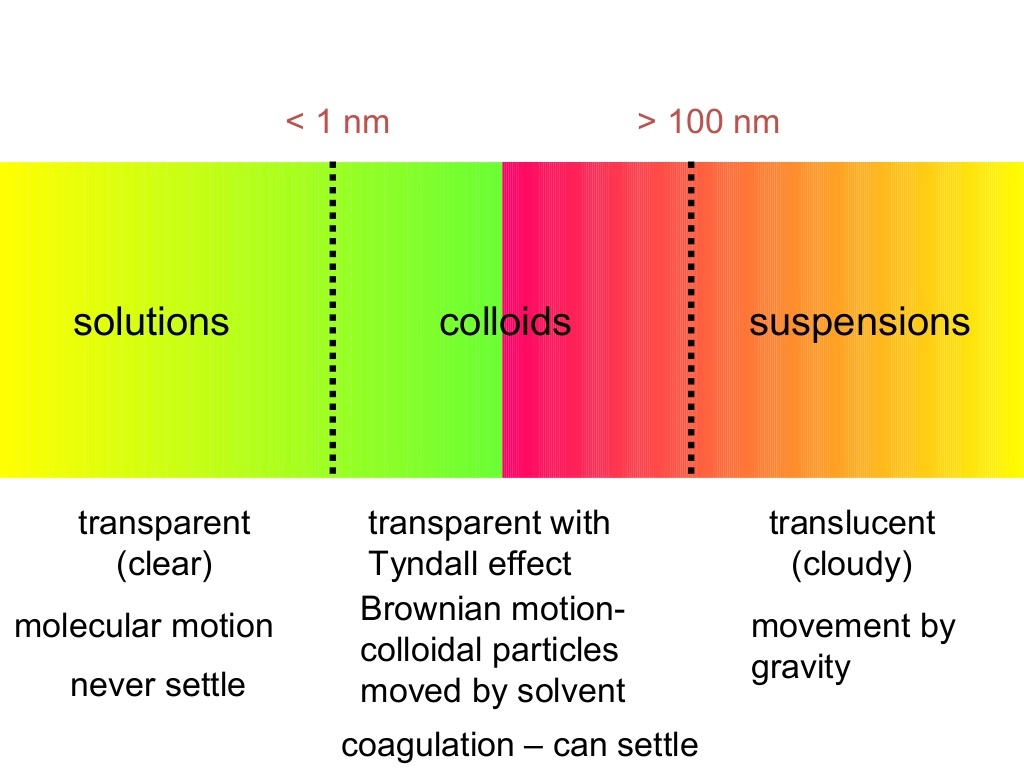 < 1 nm
> 100 nm
solutions
colloids
suspensions
transparent
(clear)
molecular motion
never settle
transparent with
Tyndall effect
Brownian motion-
colloidal particles
moved by solvent
coagulation – can settle
translucent
(cloudy)
movement by
gravity